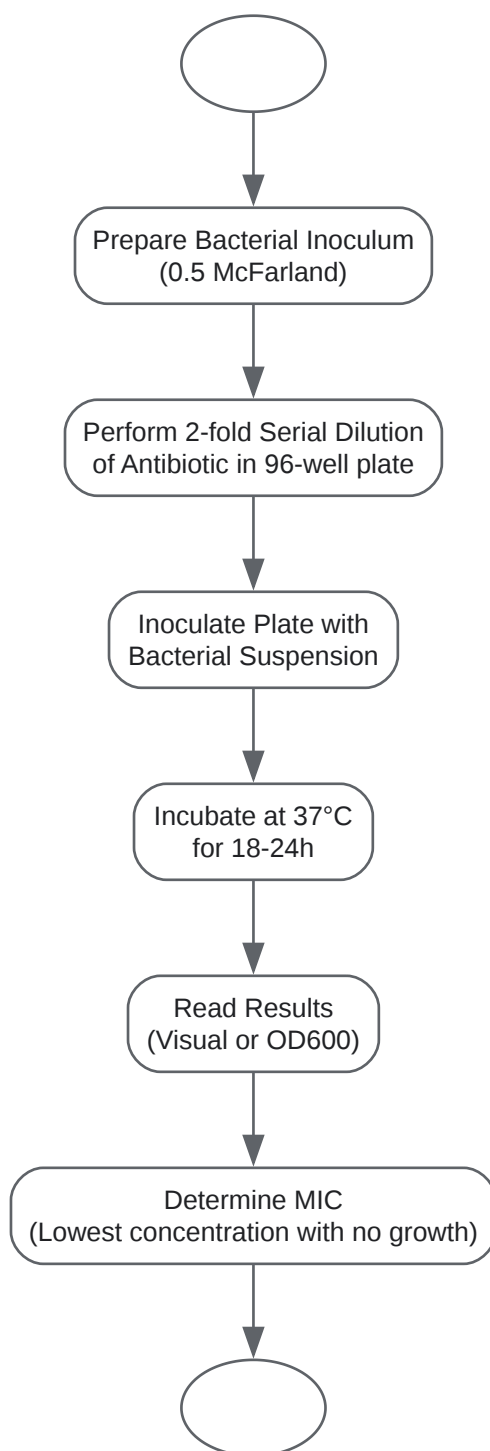 Prepare Bacterial Inoculum
(0.5 McFarland)
Perform 2-fold Serial Dilution
of Antibiotic in 96-well plate
Inoculate Plate with
Bacterial Suspension
Incubate at 37°C
for 18-24h
Read Results
(Visual or OD600)
Determine MIC
(Lowest concentration with no growth)